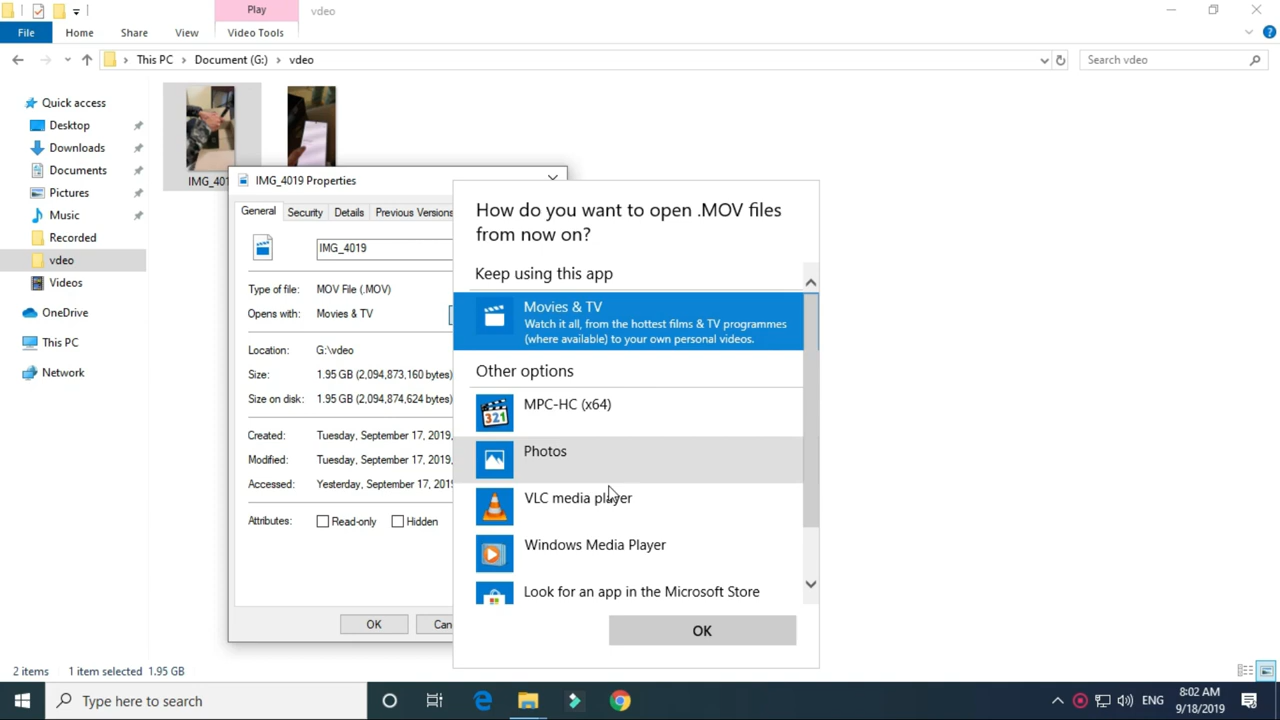 Play
vdeo
File
Home
Share
View
Video Tools
This PC
Document (G:)
vdeo
Search vdeo
Quick access
Desktop
Downloads
Documents
Pictures
Music
Recorded
vdeo
Videos
OneDrive
This PC
Network
IMG_401
IMG_4019 Properties
General
Security
Details
Previous Versions
IMG_4019
Type of file: MOV File (.MOV)
Opens with: Movies & TV
Location: G:\vdeo
Size: 1.95 GB (2,094,873,160 bytes)
Size on disk: 1.95 GB (2,094,874,624 bytes)
Created: Tuesday, September 17, 2019,
Modified: Tuesday, September 17, 2019,
Accessed: Yesterday, September 17, 201
Attributes: Read-only Hidden
OK
Can
How do you want to open .MOV files
from now on?
Keep using this app
Movies & TV
Watch it all, from the hottest films & TV programmes
(where available) to your own personal videos.
Other options
MPC-HC (x64)
321
Photos
VLC media player
Windows Media Player
Look for an app in the Microsoft Store
OK
2 items 1 item selected 1.95 GB
Type here to search
ENG
8:02 AM
9/18/2019